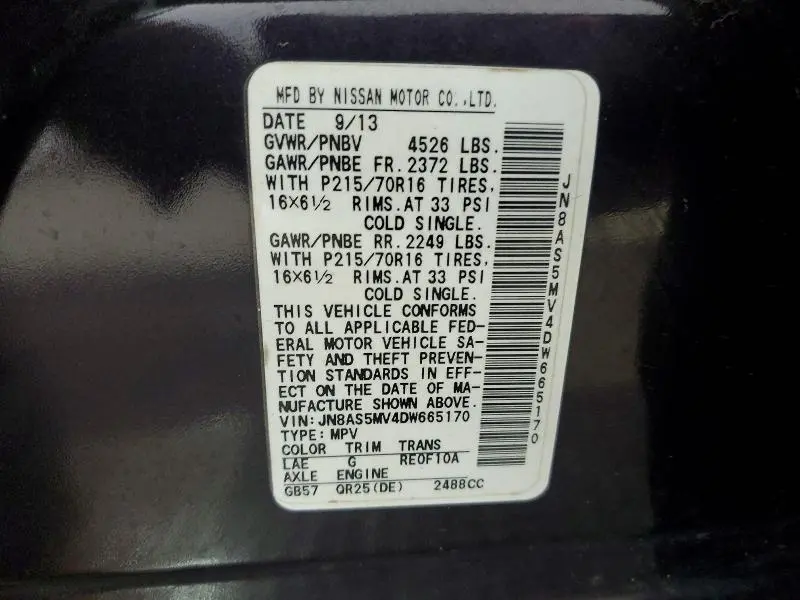 MFD BY NISSAN MOTOR CO.,LTD.
DATE 9/13
GVWR/PNBV 4526 LBS.
GAWR/PNBE FR. 2372 LBS.
WITH P215/70R16 TIRES,
16×6½ RIMS. AT 33 PSI
COLD SINGLE.
GAWR/PNBE RR. 2249 LBS.
WITH P215/70R16 TIRES,
16×6½ RIMS. AT 33 PSI
COLD SINGLE.
THIS VEHICLE CONFORMS
TO ALL APPLICABLE FED-
ERAL MOTOR VEHICLE SA-
FETY AND THEFT PREVEN-
TION STANDARDS IN EFF-
ECT ON THE DATE OF MA-
NUFACTURE SHOWN ABOVE.
VIN: JN8AS5MV4DW665170
TYPE: MPV
COLOR TRIM TRANS
LAE G RE0F10A
AXLE ENGINE
GB57 QR25(DE) 2488CC
JN8AS5MV4DW665170